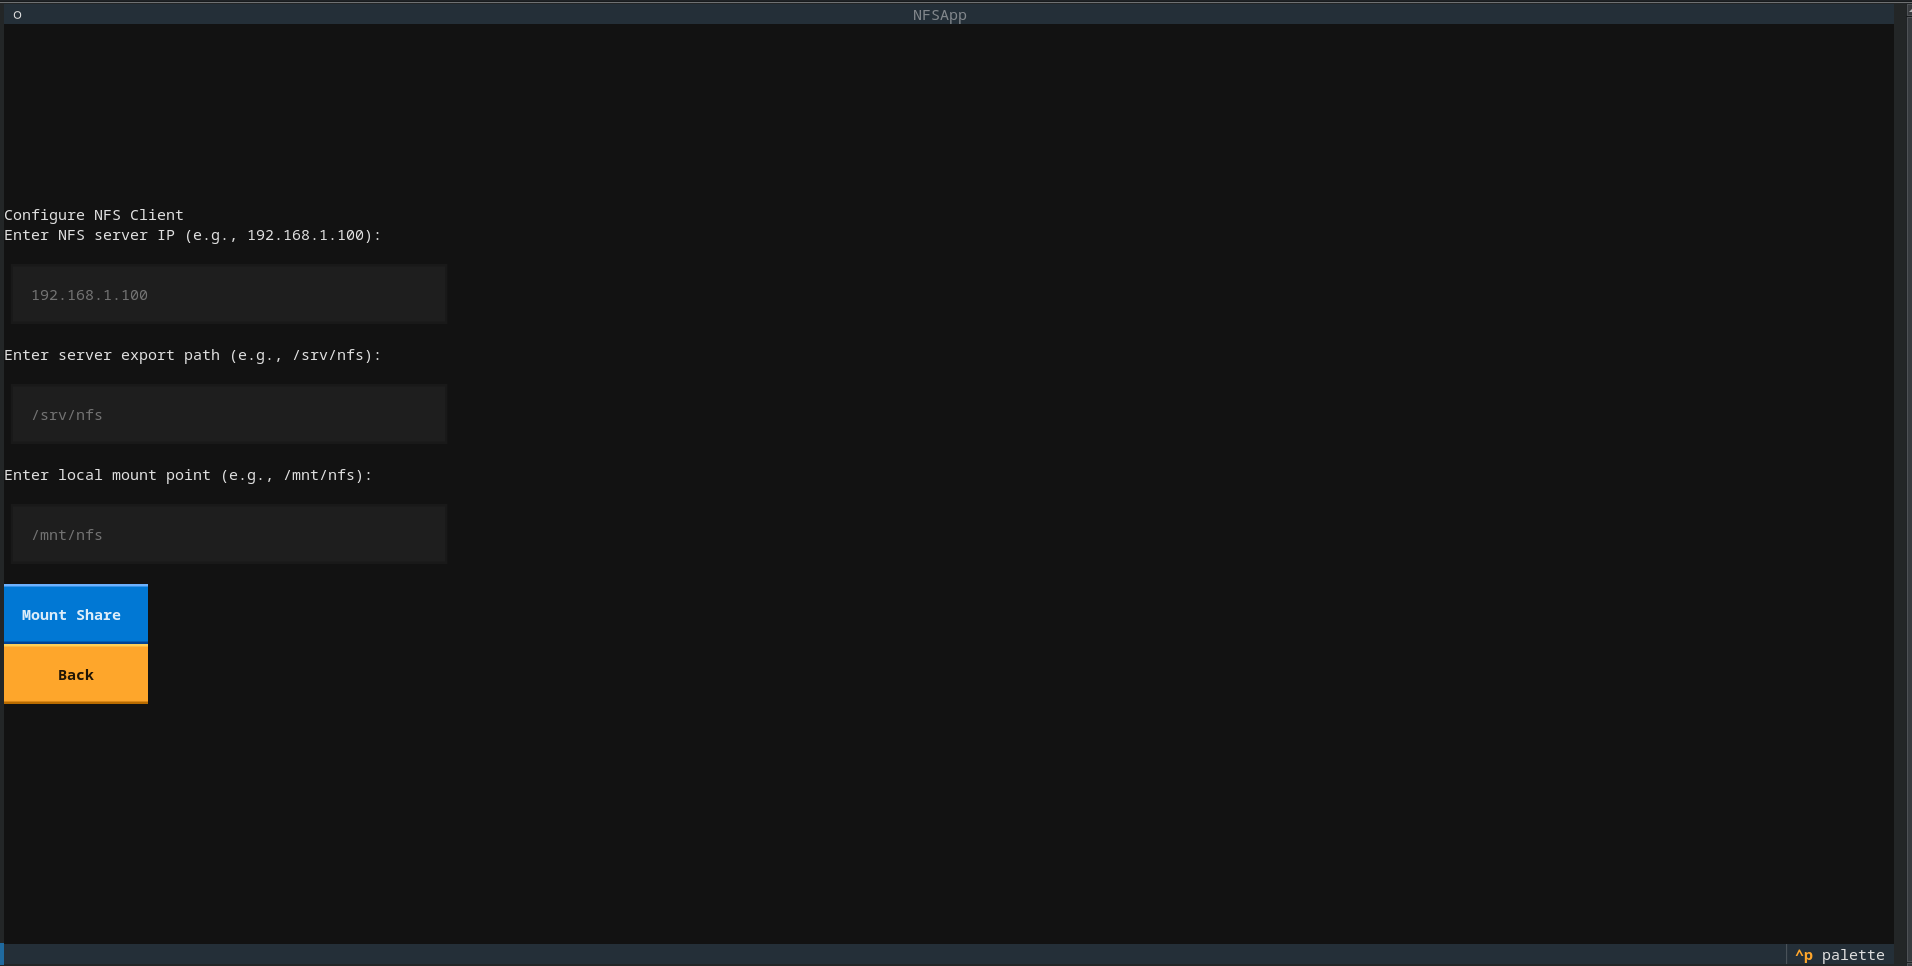 NFSApp
Configure NFS Client
Enter NFS server IP (e.g., 192.168.1.100):
192.168.1.100
Enter server export path (e.g., /srv/nfs):
/srv/nfs
Enter local mount point (e.g., /mnt/nfs):
/mnt/nfs
Mount Share
Back
^p palette